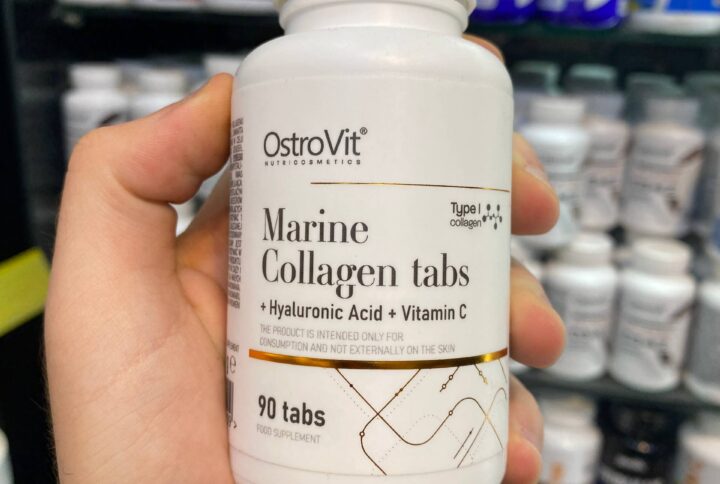 OstroVit®
NUTRICOSMETICS
Type I
collagen
Marine
Collagen tabs
+ Hyaluronic Acid + Vitamin C
THE PRODUCT IS INTENDED ONLY FOR
CONSUMPTION AND NOT EXTERNALLY ON THE SKIN
90 tabs
FOOD SUPPLEMENT